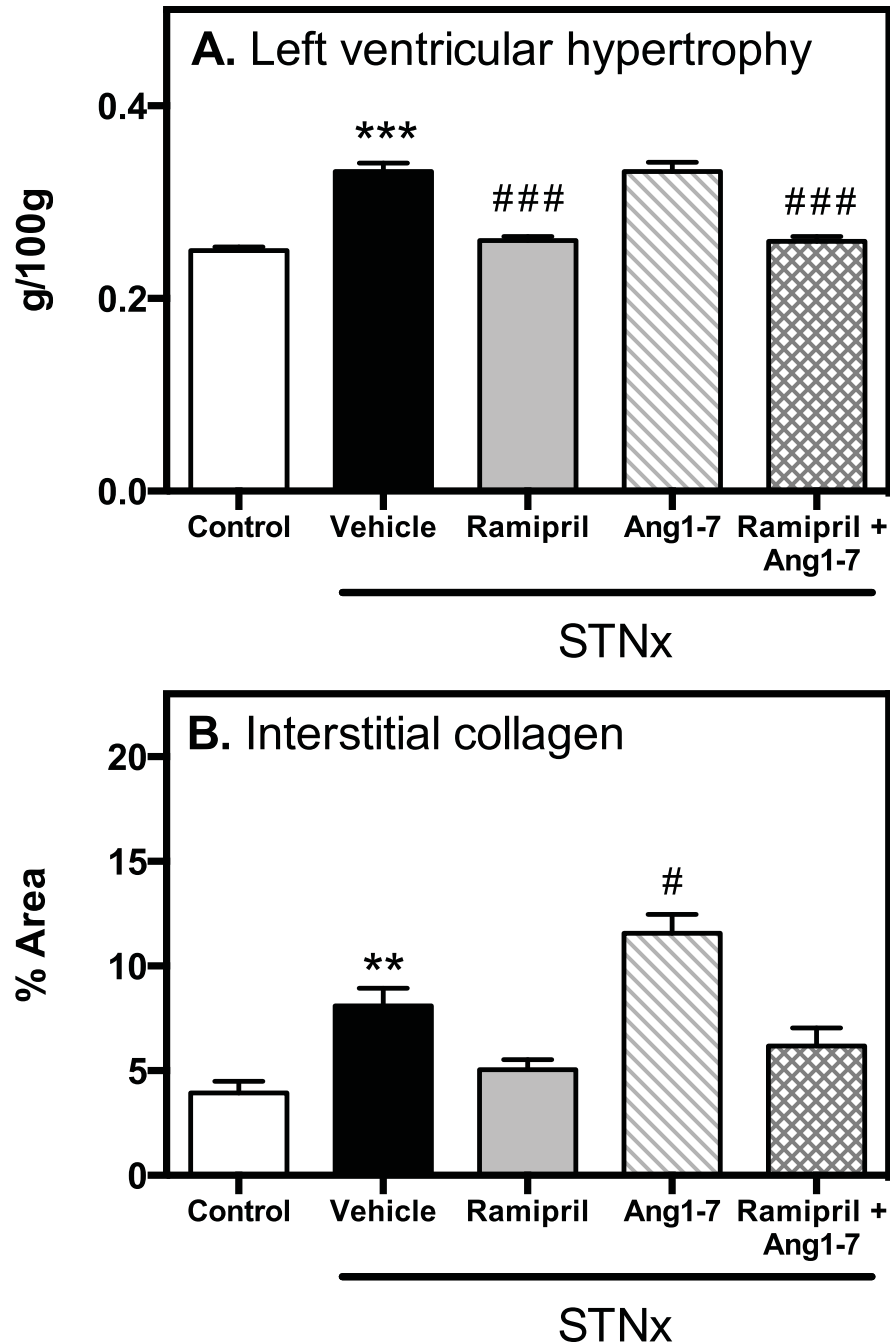 A. Left ventricular hypertrophy
0.4
***
###
###
g/100g
0.2
0.0
Control Vehicle Ramipril Ang1-7 Ramipril +
Ang1-7
STNx
B. Interstitial collagen
20
15
#
% Area
10
**
5
0
Control Vehicle Ramipril Ang1-7 Ramipril +
Ang1-7
STNx